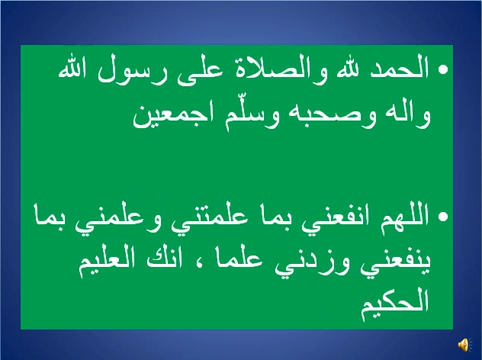 • الحمد لله والصلاة على رسول الله
واله وصحبه وسلّم اجمعين
• اللهم انفعني بما علمتني وعلمني بما
ينفعني وزدني علما ، انك العليم
الحكيم